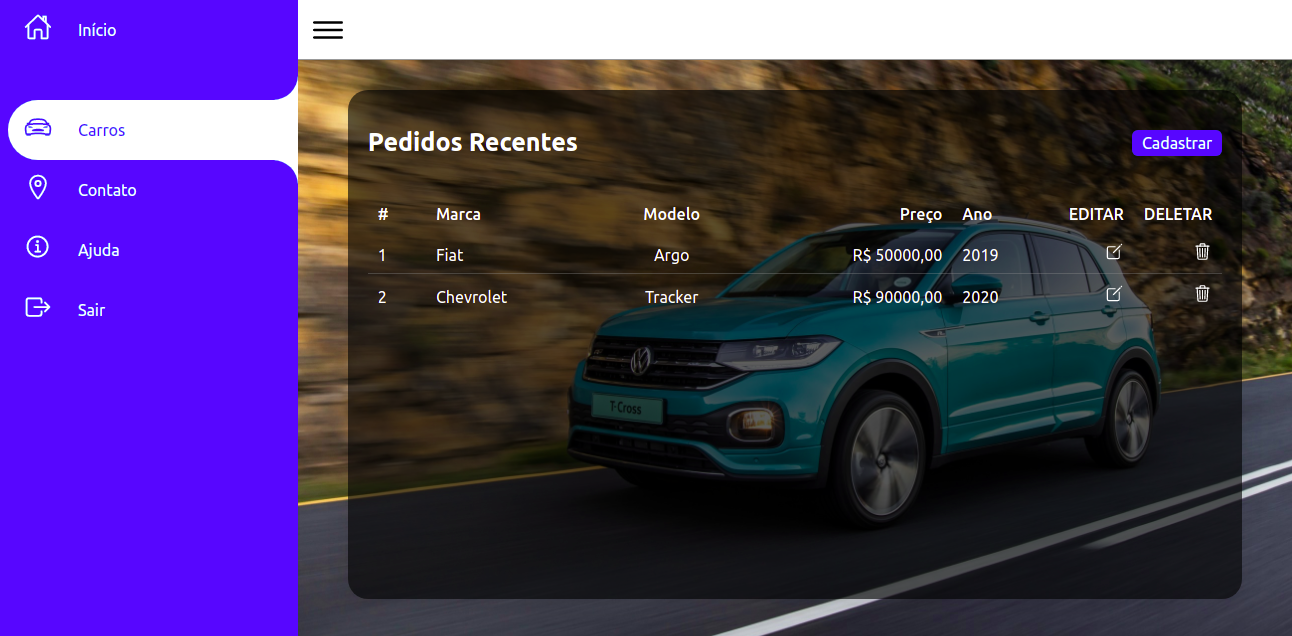 Início
Carros
Contato
Ajuda
Sair
Pedidos Recentes
Cadastrar
# Marca Modelo Preço Ano EDITAR DELETAR
1 Fiat Argo R$ 50000,00 2019
2 Chevrolet Tracker R$ 90000,00 2020
T-Cross